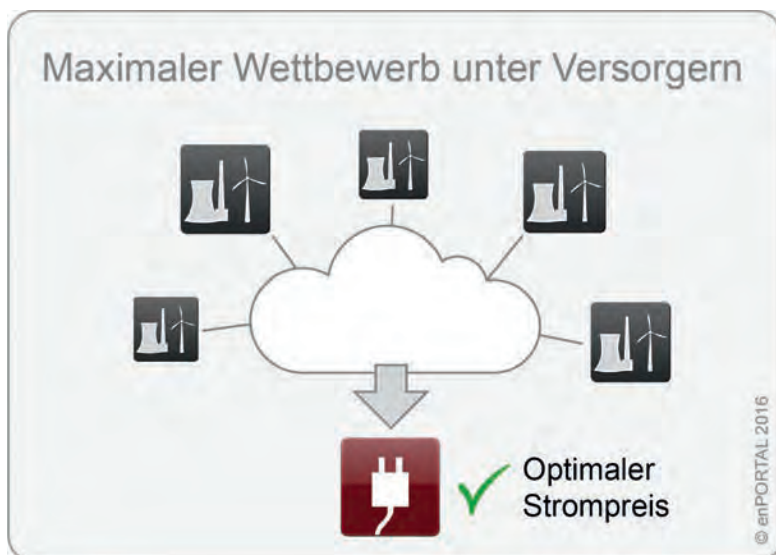 Maximaler Wettbewerb unter Versorgern
Optimaler
Strompreis
© enPORTAL 2016